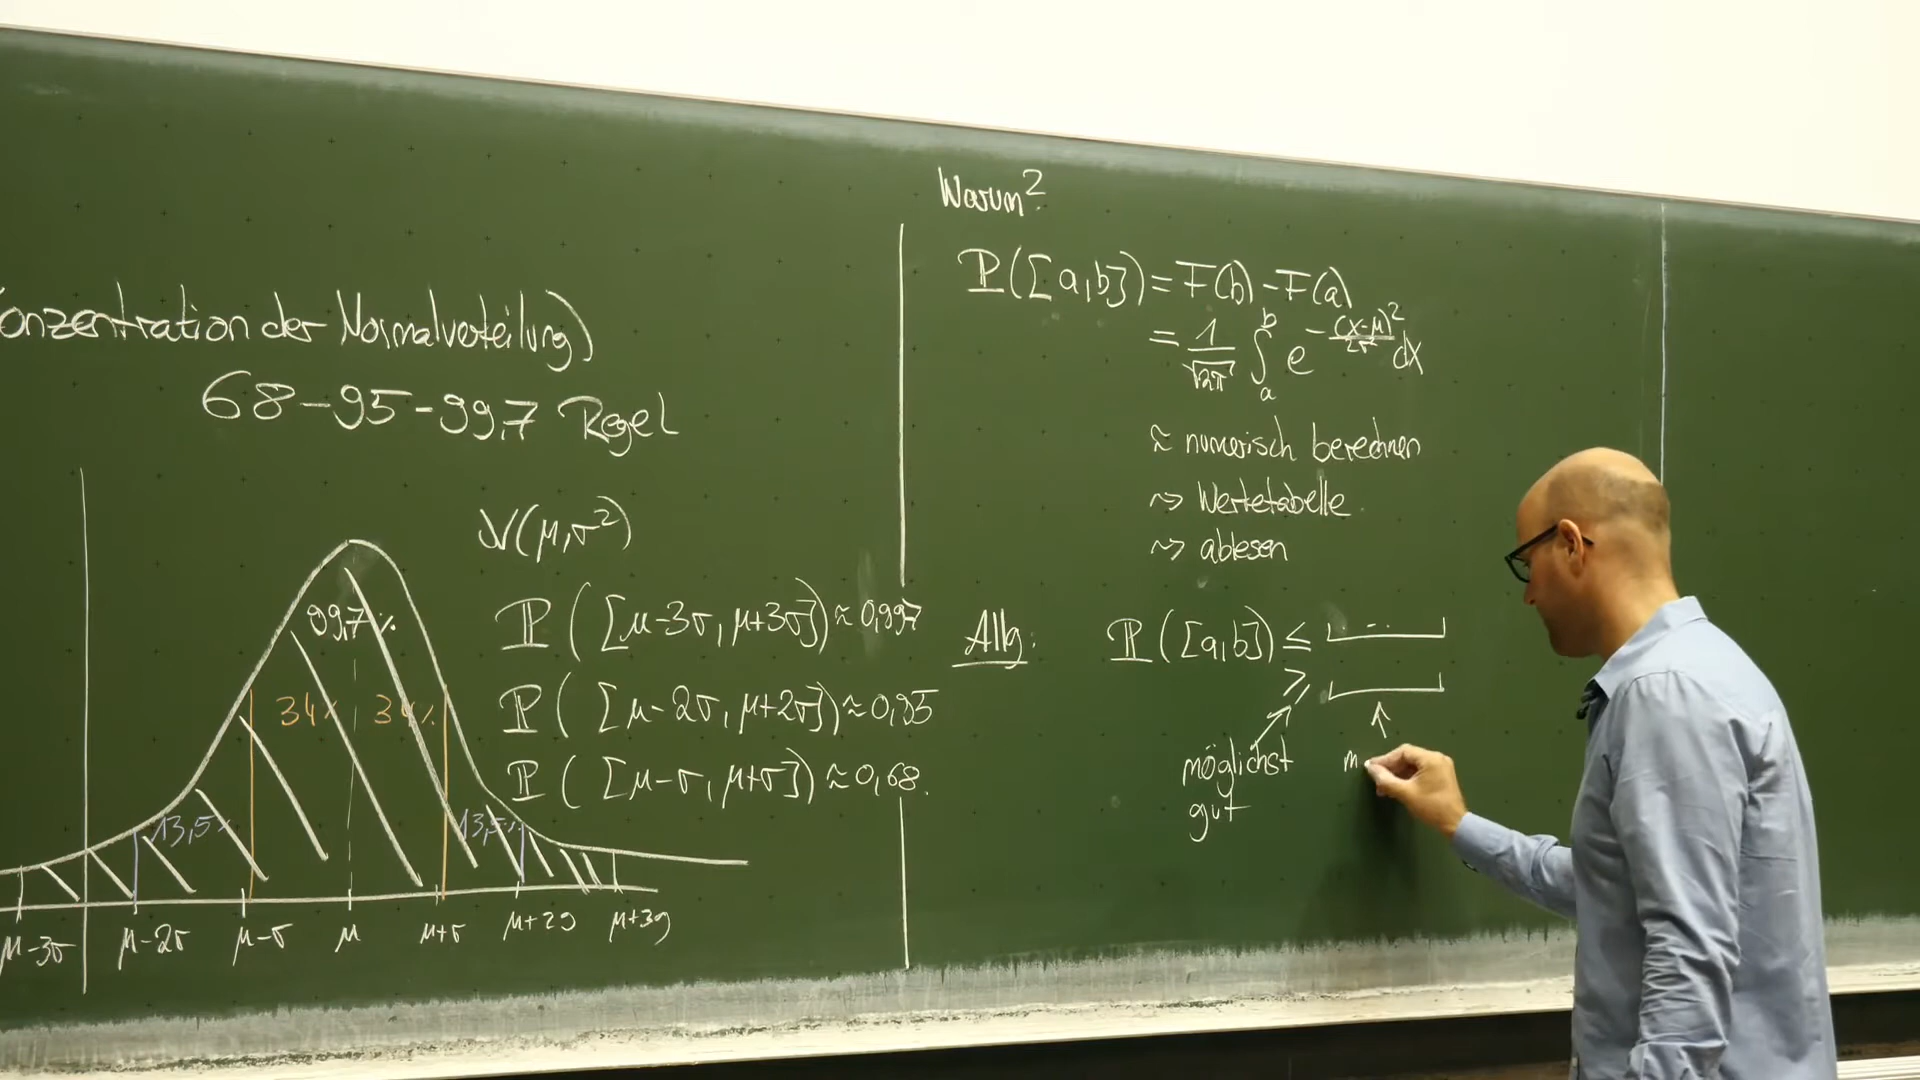 onzentration der Normalverteilung)
68-95-99,7 Regel
N(μ,σ²)
ℙ([μ-3σ, μ+3σ]) ≈ 0,997
ℙ([μ-2σ, μ+2σ]) ≈ 0,95
ℙ([μ-σ, μ+σ]) ≈ 0,68.
99,7%
34% 34%
13,5% 13,5%
μ-3σ μ-2σ μ-σ μ μ+σ μ+2σ μ+3σ
Warum?
ℙ([a,b]) = F(b) - F(a)
= 1/√2π ∫_a^b e^{-(x-μ)²/2σ²} dx
≈ numerisch berechnen
⇝ Wertetabelle
⇝ ablesen
Allg: ℙ([a,b]) ≤ ...
≥
möglichst
gut
m